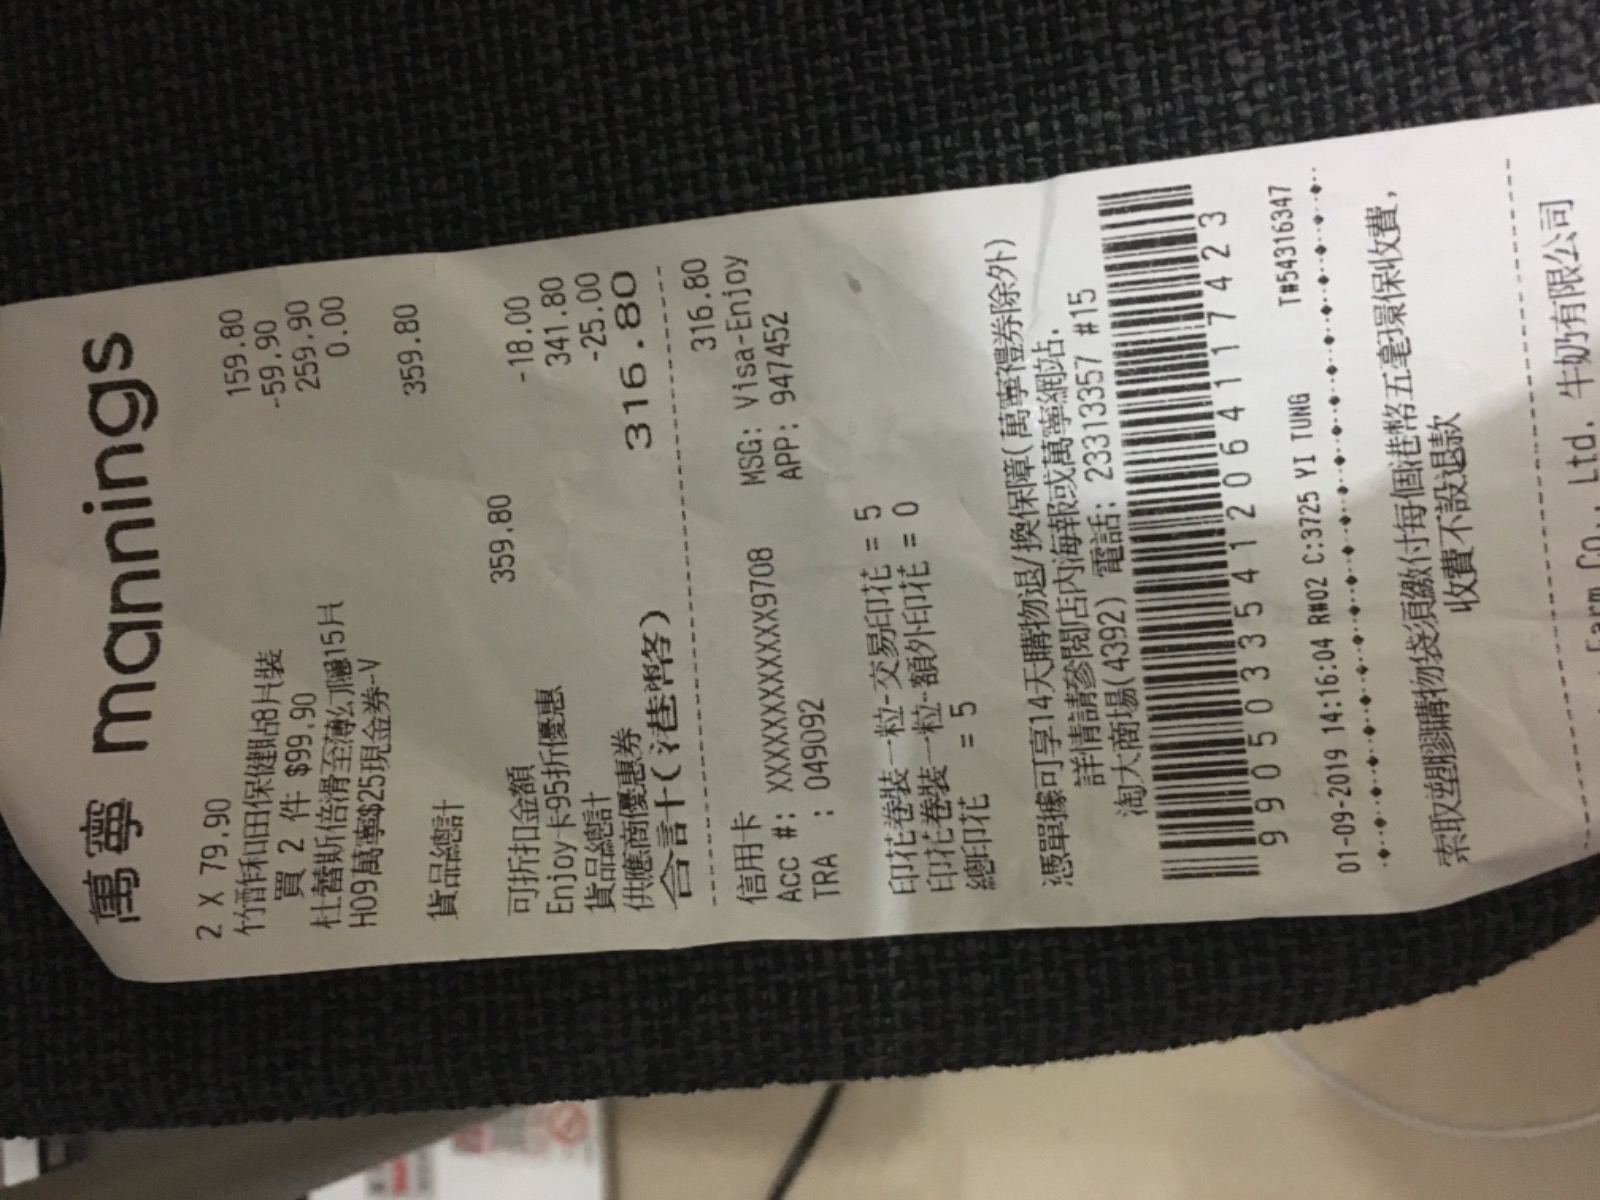 萬寧 mannings
2 X 79.90 159.80
竹酢和田保健貼8片裝 -59.90
買 2 件 $99.90
杜蕾斯倍滑至薄幻隱15片 259.90
H09萬寧$25現金券-V 0.00
貨品總計 359.80
可折扣金額 359.80
Enjoy卡95折優惠 -18.00
貨品總計 341.80
供應商優惠券 -25.00
合計(港幣) 316.80
信用卡 316.80
ACC #: XXXXXXXXXXXX9708 MSG: Visa-Enjoy
TRA : 049092 APP: 947452
印花卷裝一粒-交易印花 = 5
印花卷裝一粒-額外印花 = 0
總印花 = 5
憑單據可享14天購物退/換保障(萬寧禮券除外)
詳情請參閱店內海報或萬寧網站.
淘大商場(4392) 電話: 23313357 #15
99050335412064117423
01-09-2019 14:16:04 R#02 C:3725 YI TUNG T#54316347
索取塑膠購物袋須繳付每個港幣五毫環保收費,
收費不設退款
Farm Co., Ltd. 牛奶有限公司